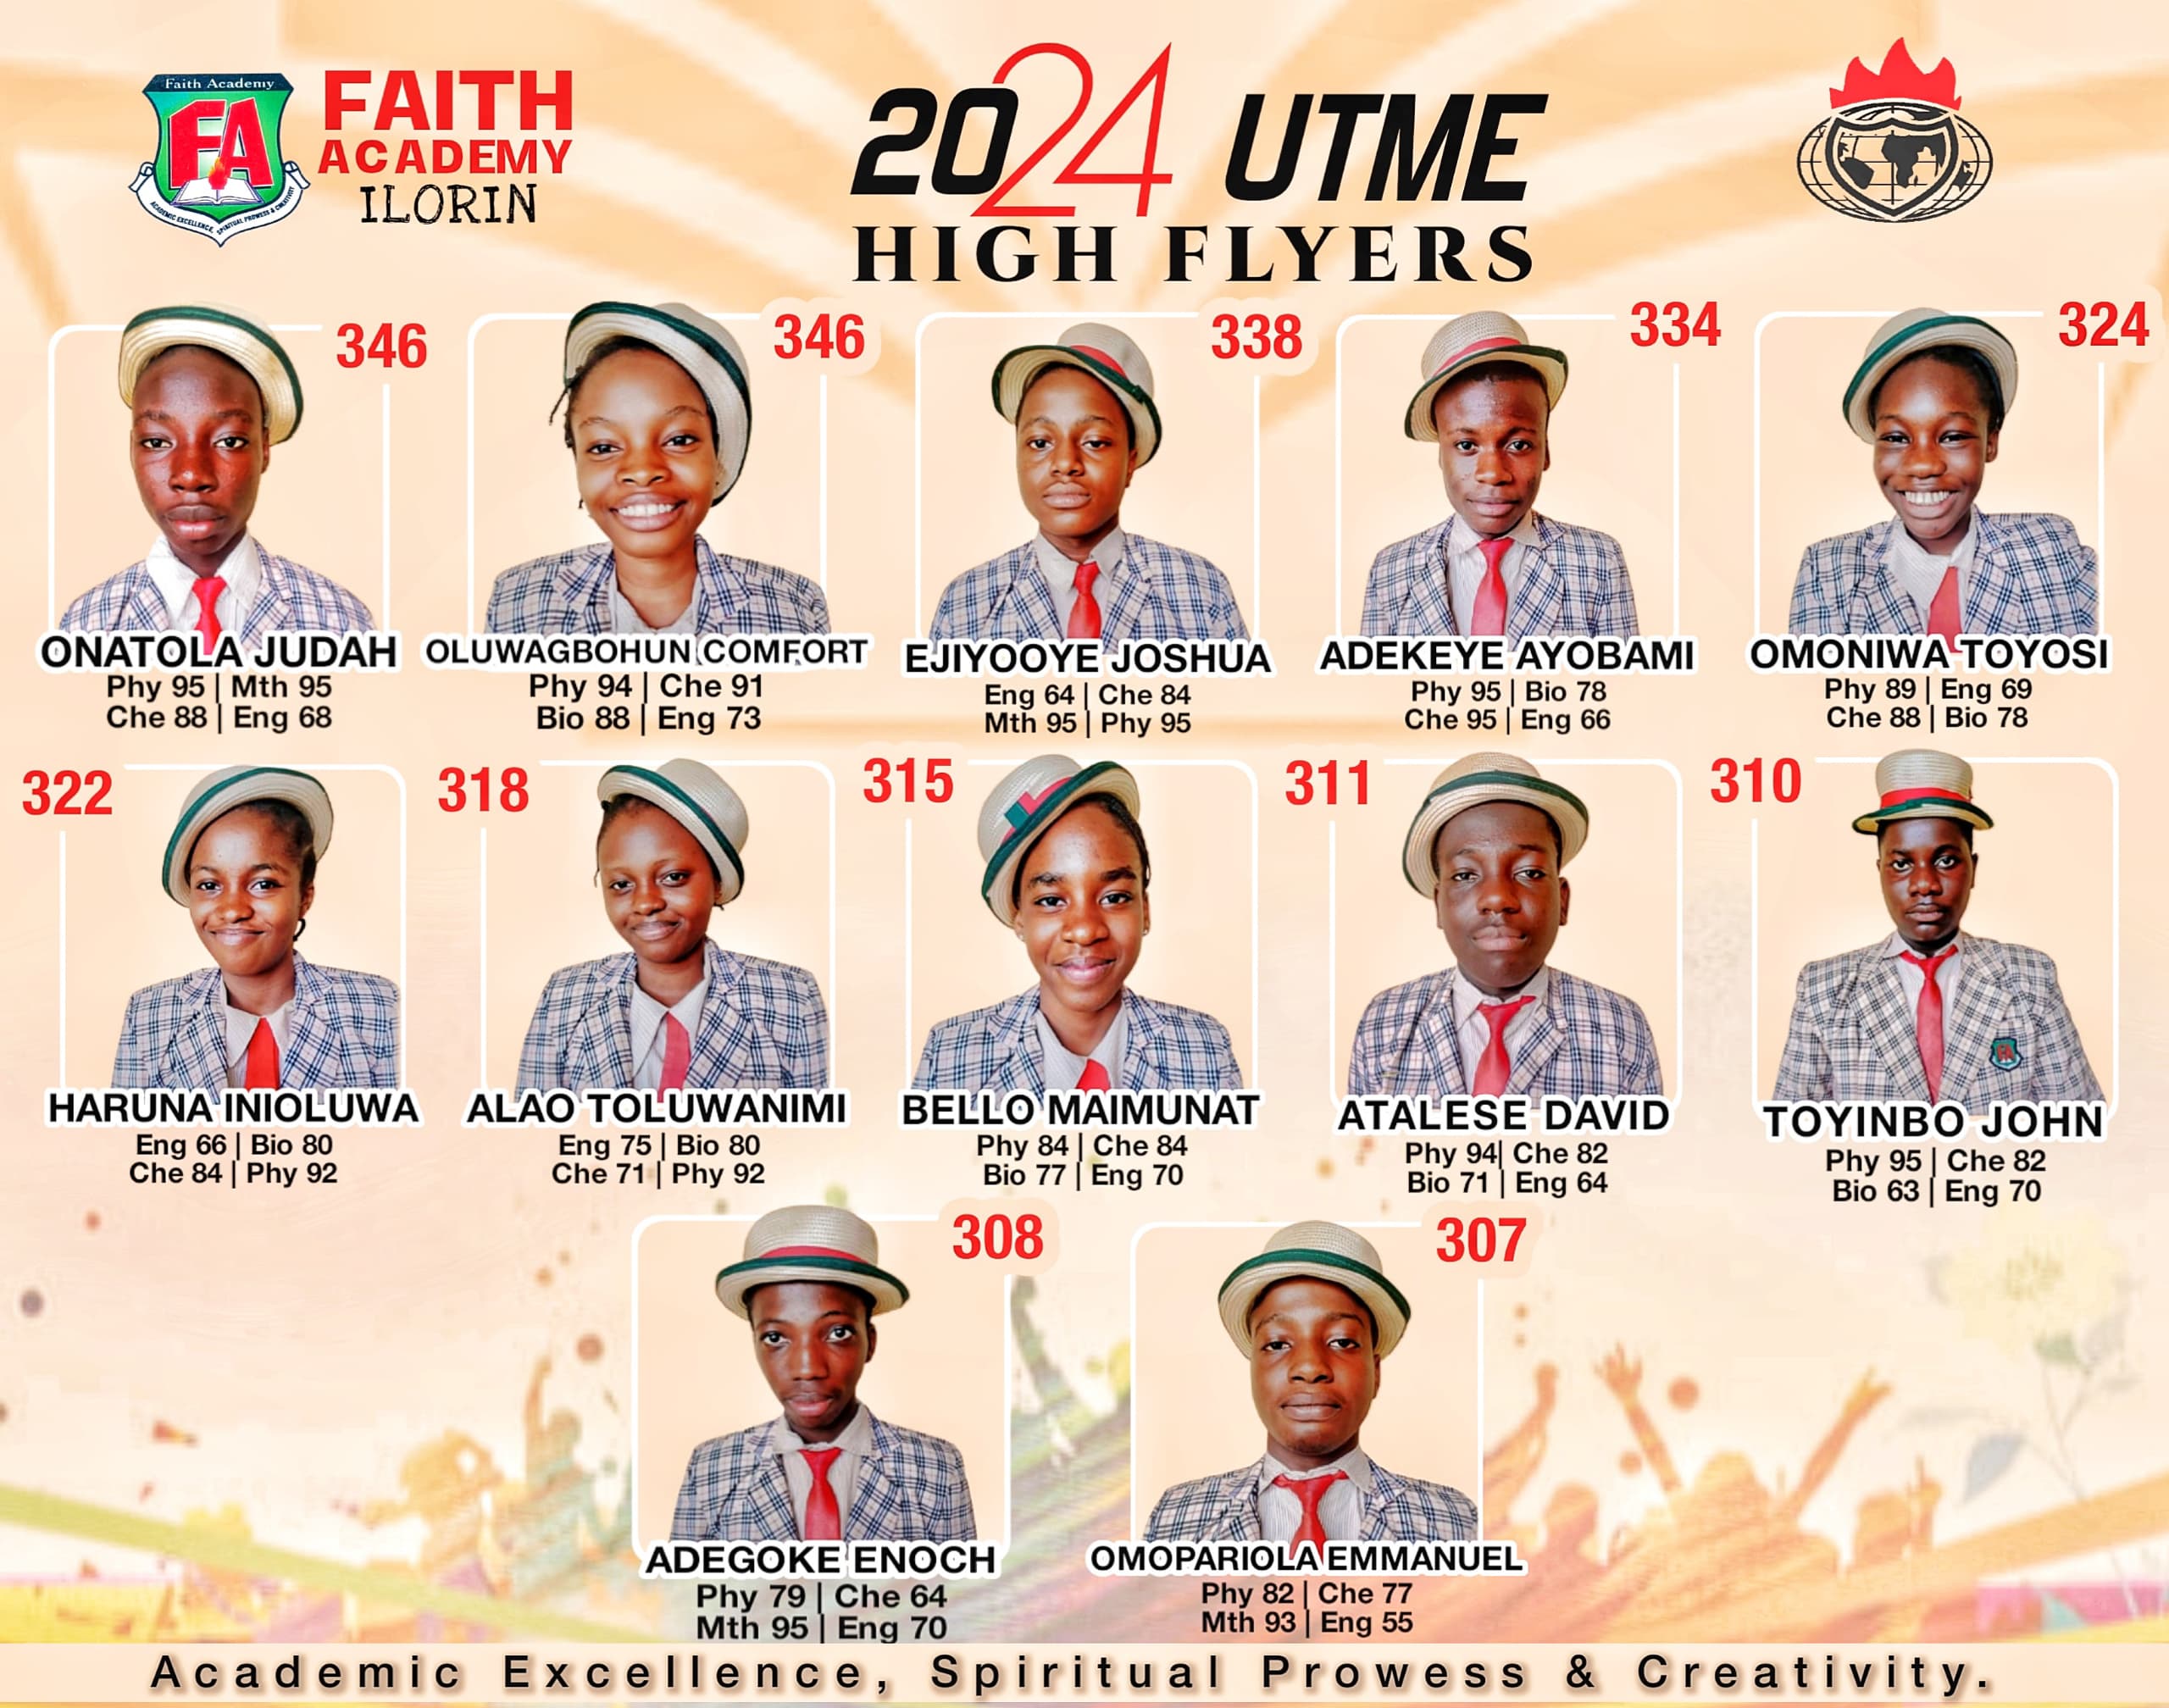 Faith Academy
FA
ACADEMIC EXCELLENCE, SPIRITUAL PROWESS & CREATIVITY
FAITH
ACADEMY
ILORIN
2024 UTME
HIGH FLYERS
346
ONATOLA JUDAH
Phy 95 | Mth 95
Che 88 | Eng 68
346
OLUWAGBOHUN COMFORT
Phy 94 | Che 91
Bio 88 | Eng 73
338
EJIYOOYE JOSHUA
Eng 64 | Che 84
Mth 95 | Phy 95
334
ADEKEYE AYOBAMI
Phy 95 | Bio 78
Che 95 | Eng 66
324
OMONIWA TOYOSI
Phy 89 | Eng 69
Che 88 | Bio 78
322
HARUNA INIOLUWA
Eng 66 | Bio 80
Che 84 | Phy 92
318
ALAO TOLUWANIMI
Eng 75 | Bio 80
Che 71 | Phy 92
315
BELLO MAIMUNAT
Phy 84 | Che 84
Bio 77 | Eng 70
311
ATALESE DAVID
Phy 94| Che 82
Bio 71 | Eng 64
310
FA
TOYINBO JOHN
Phy 95 | Che 82
Bio 63 | Eng 70
308
ADEGOKE ENOCH
Phy 79 | Che 64
Mth 95 | Eng 70
307
OMOPARIOLA EMMANUEL
Phy 82 | Che 77
Mth 93 | Eng 55
Academic Excellence, Spiritual Prowess & Creativity.